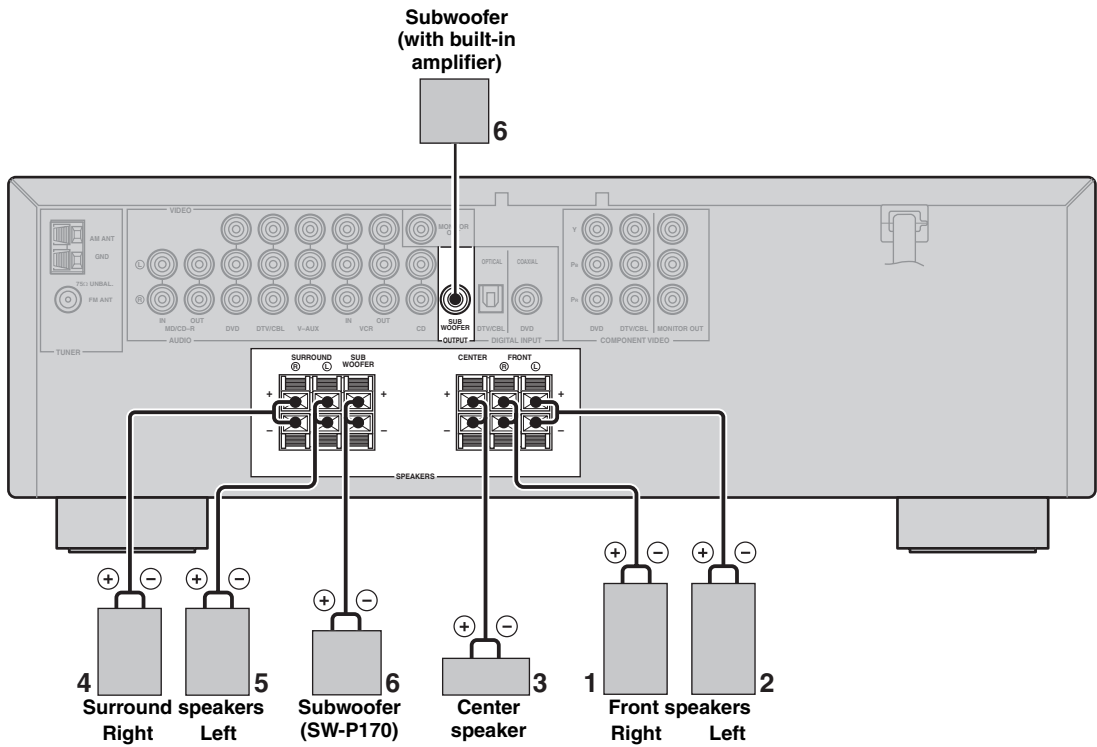 Subwoofer
(with built-in
amplifier)
6
VIDEO
AM ANT
GND
75Ω UNBAL.
FM ANT
TUNER
MONITOR
L
R
IN OUT
MD/CD-R
DVD
DTV/CBL
V-AUX
IN OUT
VCR
CD
AUDIO
SUB
WOOFER
OUTPUT
OPTICAL
COAXIAL
DTV/CBL
DVD
DIGITAL INPUT
Y
PB
PR
DVD
DTV/CBL
MONITOR OUT
COMPONENT VIDEO
SURROUND
R L
SUB
WOOFER
CENTER
FRONT
R L
+ + + +
– – – –
SPEAKERS
+ – + – + – + – + – + –
4
5
6
3
1
2
Surround speakers
Right Left
Subwoofer
(SW-P170)
Center
speaker
Front speakers
Right Left